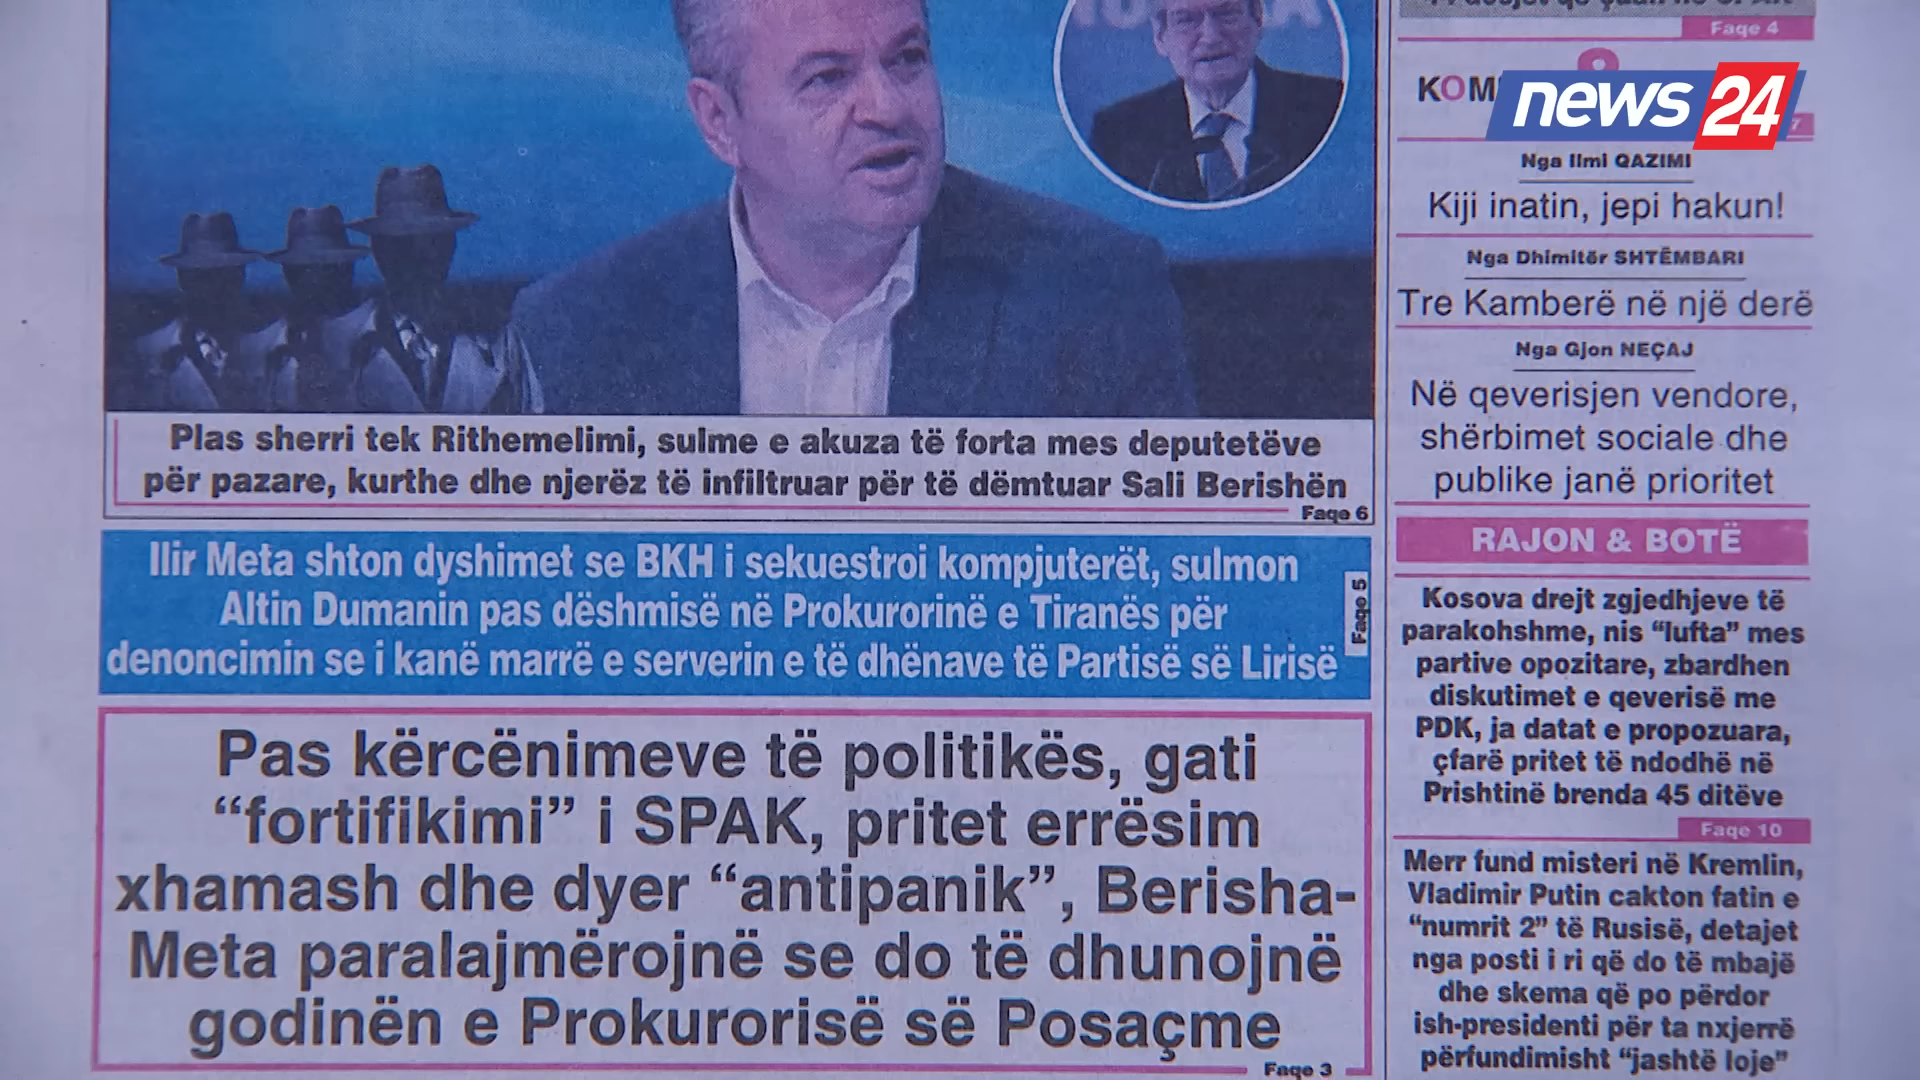 Plas sherri tek Rithemelimi, sulme e akuza të forta mes deputetëve
për pazare, kurthe dhe njerëz të infiltruar për të dëmtuar Sali Berishën
Faqe 6
Ilir Meta shton dyshimet se BKH i sekuestroi kompjuterët, sulmon
Altin Dumanin pas dëshmisë në Prokurorinë e Tiranës për
denoncimin se i kanë marrë e serverin e të dhënave të Partisë së Lirisë
Faqe 5
Pas kërcënimeve të politikës, gati
“fortifikimi” i SPAK, pritet errësim
xhamash dhe dyer “antipanik”, Berisha-
Meta paralajmërojnë se do të dhunojnë
godinën e Prokurorisë së Posaçme
Faqe 3
Faqe 4
news24
Nga Ilmi QAZIMI
Kiji inatin, jepi hakun!
Nga Dhimitër SHTËMBARI
Tre Kamberë në një derë
Nga Gjon NEÇAJ
Në qeverisjen vendore,
shërbimet sociale dhe
publike janë prioritet
RAJON & BOTË
Kosova drejt zgjedhjeve të
parakohshme, nis “lufta” mes
partive opozitare, zbardhen
diskutimet e qeverisë me
PDK, ja datat e propozuara,
çfarë pritet të ndodhë në
Prishtinë brenda 45 ditëve
Faqe 10
Merr fund misteri në Kremlin,
Vladimir Putin cakton fatin e
“numrit 2” të Rusisë, detajet
nga posti i ri që do të mbajë
dhe skema që po përdor
ish-presidenti për ta nxjerrë
përfundimisht “jashtë loje”